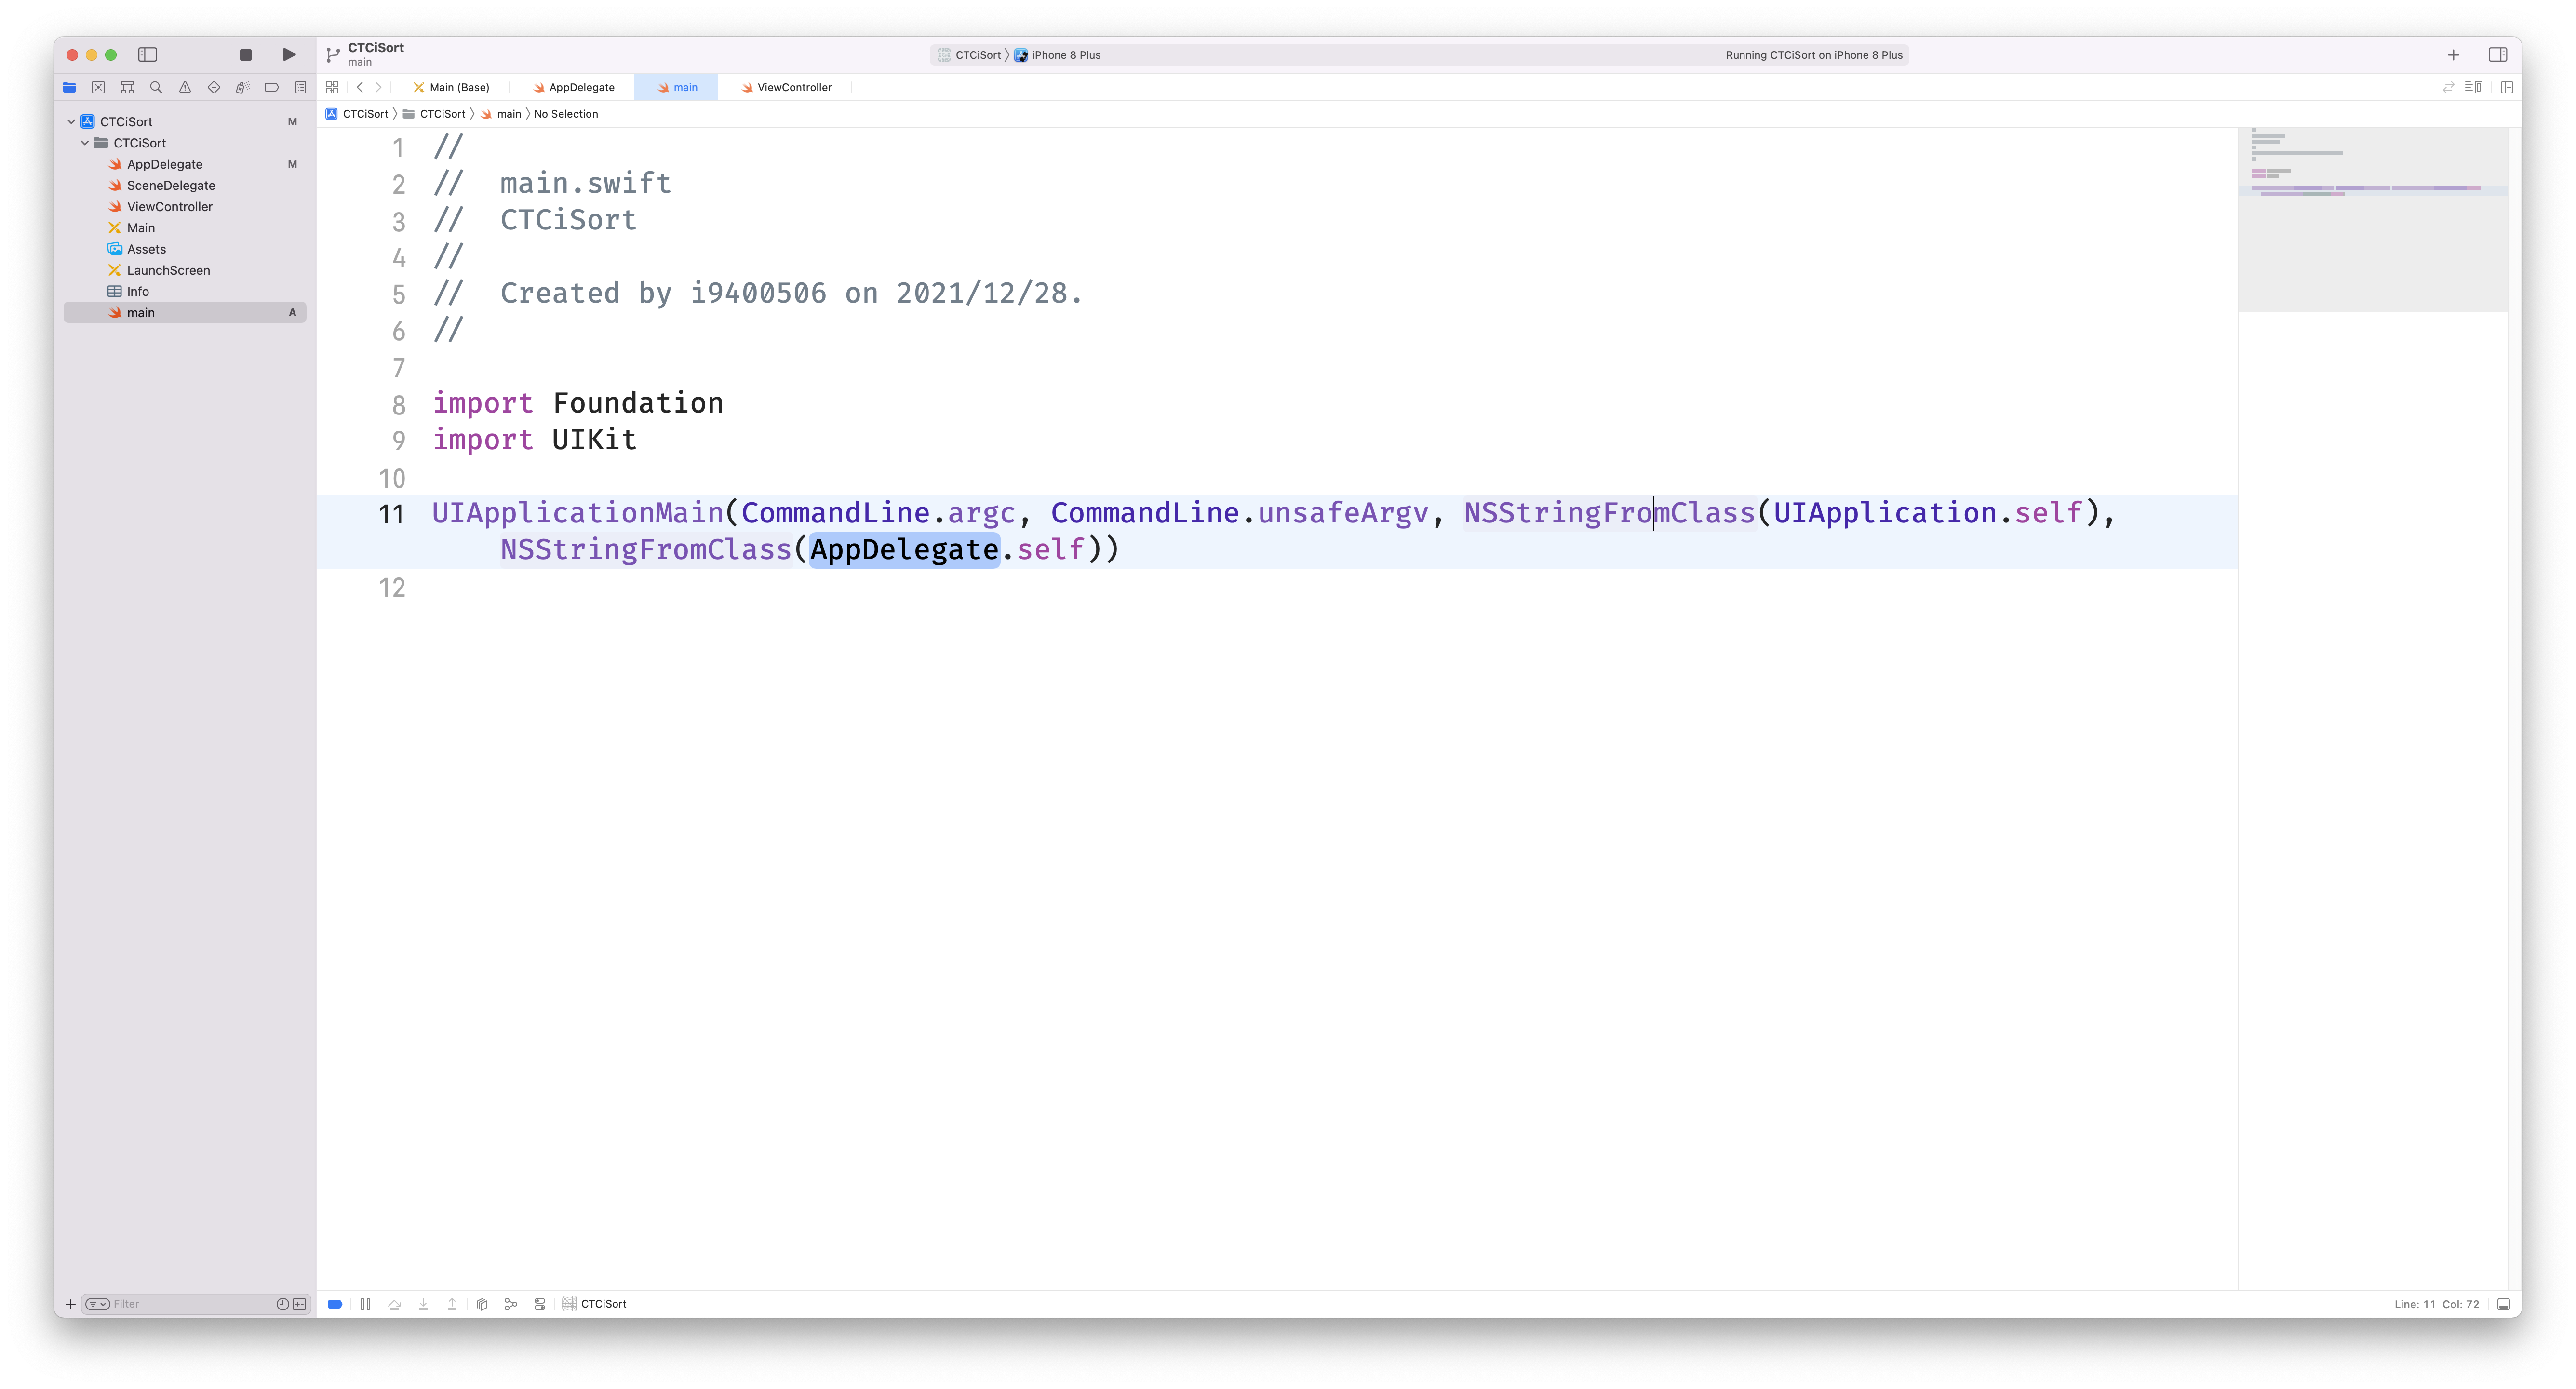 CTCiSort
main
CTCiSort
iPhone 8 Plus
Running CTCiSort on iPhone 8 Plus
Main (Base)
AppDelegate
main
ViewController
CTCiSort
CTCiSort
main
No Selection
CTCiSort M
CTCiSort
AppDelegate M
SceneDelegate
ViewController
Main
Assets
LaunchScreen
Info
main A
1 //
2 //  main.swift
3 //  CTCiSort
4 //
5 //  Created by i9400506 on 2021/12/28.
6 //
7
8 import Foundation
9 import UIKit
10
11 UIApplicationMain(CommandLine.argc, CommandLine.unsafeArgv, NSStringFromClass(UIApplication.self),
NSStringFromClass(AppDelegate.self))
12
Filter
CTCiSort
Line: 11  Col: 72